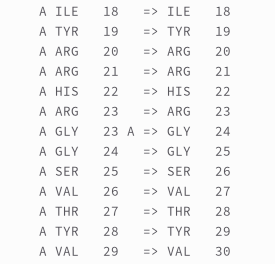 A ILE 18 => ILE 18
A TYR 19 => TYR 19
A ARG 20 => ARG 20
A ARG 21 => ARG 21
A HIS 22 => HIS 22
A ARG 23 => ARG 23
A GLY 23 A => GLY 24
A GLY 24 => GLY 25
A SER 25 => SER 26
A VAL 26 => VAL 27
A THR 27 => THR 28
A TYR 28 => TYR 29
A VAL 29 => VAL 30